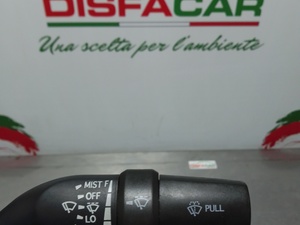 DISFACAR
Una scelta per l'ambiente
MIST F
OFF
LO
PULL